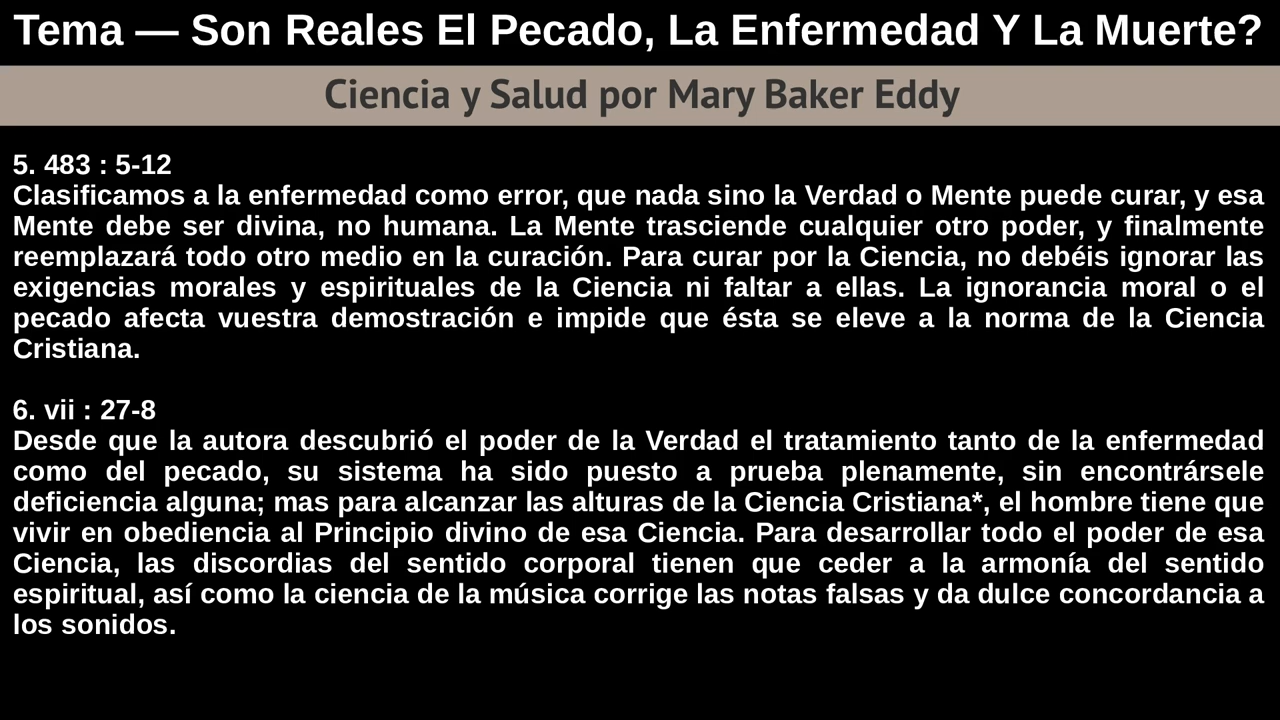 Tema — Son Reales El Pecado, La Enfermedad Y La Muerte?
Ciencia y Salud por Mary Baker Eddy
5. 483 : 5-12
Clasificamos a la enfermedad como error, que nada sino la Verdad o Mente puede curar, y esa
Mente debe ser divina, no humana. La Mente trasciende cualquier otro poder, y finalmente
reemplazará todo otro medio en la curación. Para curar por la Ciencia, no debéis ignorar las
exigencias morales y espirituales de la Ciencia ni faltar a ellas. La ignorancia moral o el
pecado afecta vuestra demostración e impide que ésta se eleve a la norma de la Ciencia
Cristiana.
6. vii : 27-8
Desde que la autora descubrió el poder de la Verdad el tratamiento tanto de la enfermedad
como del pecado, su sistema ha sido puesto a prueba plenamente, sin encontrársele
deficiencia alguna; mas para alcanzar las alturas de la Ciencia Cristiana*, el hombre tiene que
vivir en obediencia al Principio divino de esa Ciencia. Para desarrollar todo el poder de esa
Ciencia, las discordias del sentido corporal tienen que ceder a la armonía del sentido
espiritual, así como la ciencia de la música corrige las notas falsas y da dulce concordancia a
los sonidos.